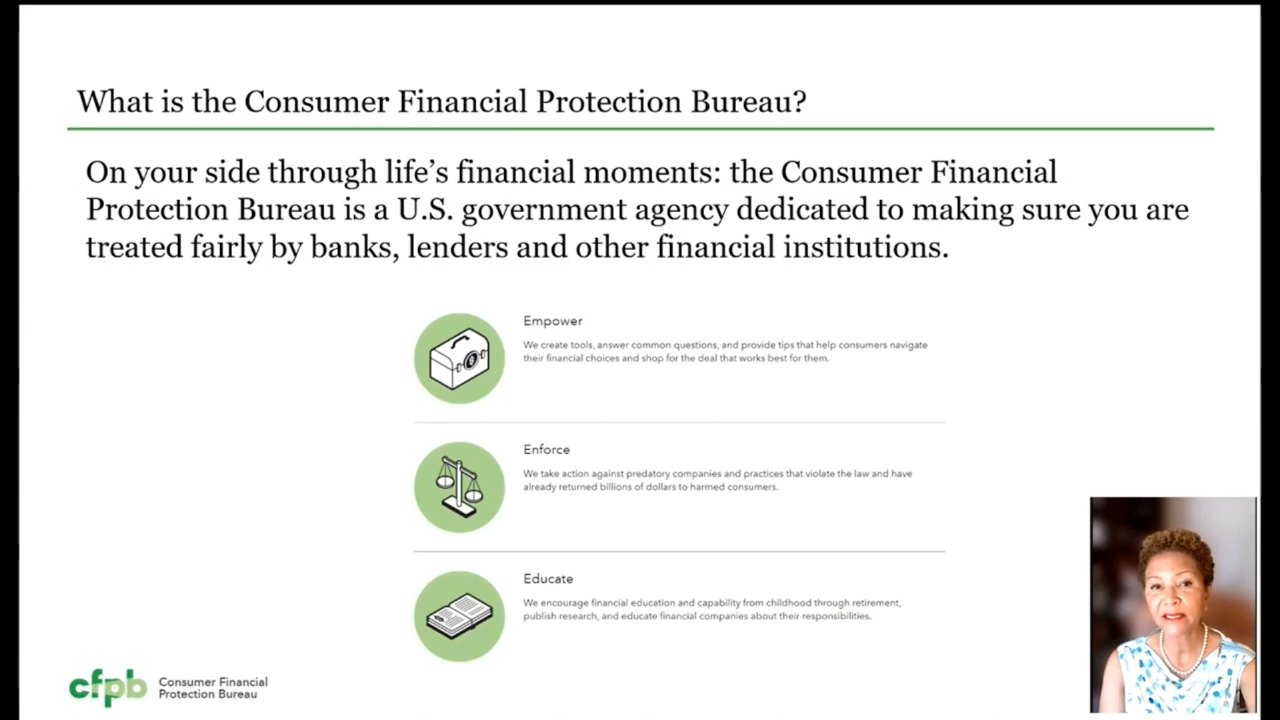 What is the Consumer Financial Protection Bureau?
On your side through life’s financial moments: the Consumer Financial
Protection Bureau is a U.S. government agency dedicated to making sure you are
treated fairly by banks, lenders and other financial institutions.
Empower
We create tools, answer common questions, and provide tips that help consumers navigate
their financial choices and shop for the deal that works best for them.
Enforce
We take action against predatory companies and practices that violate the law and have
already returned billions of dollars to harmed consumers.
Educate
We encourage financial education and capability from childhood through retirement,
publish research, and educate financial companies about their responsibilities.
cfpb
Consumer Financial
Protection Bureau